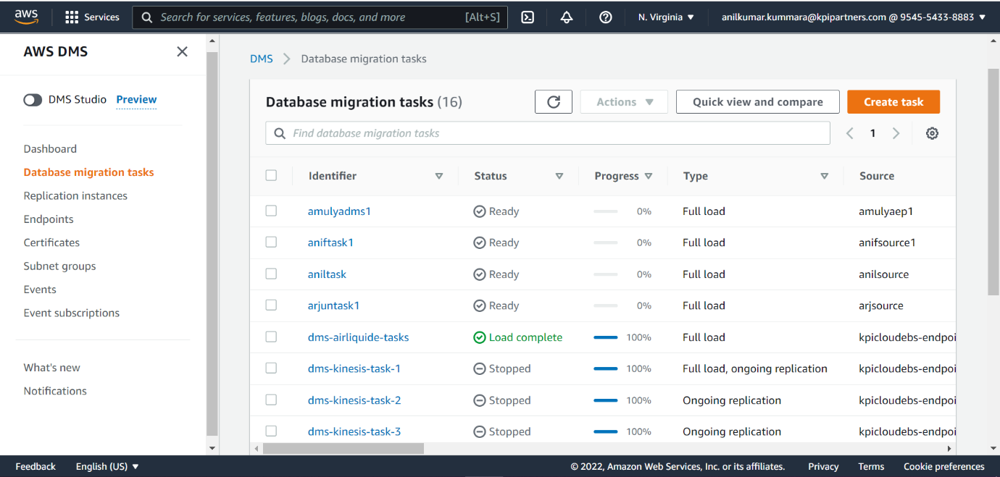 aws Services Search for services, features, blogs, docs, and more [Alt+S] N. Virginia anilkumar.kummara@kpipartners.com @ 9545-5433-8883
AWS DMS
DMS Studio Preview
Dashboard
Database migration tasks
Replication instances
Endpoints
Certificates
Subnet groups
Events
Event subscriptions
What's new
Notifications
DMS Database migration tasks
Database migration tasks (16) Actions Quick view and compare Create task
Find database migration tasks 1
Identifier Status Progress Type Source
amulyadms1 Ready 0% Full load amulyaep1
aniftask1 Ready 0% Full load anifsource1
aniltask Ready 0% Full load anilsource
arjuntask1 Ready 0% Full load arjsource
dms-airliquide-tasks Load complete 100% Full load kpicloudebs-endpoi
dms-kinesis-task-1 Stopped 100% Full load, ongoing replication kpicloudebs-endpoi
dms-kinesis-task-2 Stopped 100% Ongoing replication kpicloudebs-endpoi
dms-kinesis-task-3 Stopped 100% Ongoing replication kpicloudebs-endpoi
Feedback English (US) © 2022, Amazon Web Services, Inc. or its affiliates. Privacy Terms Cookie preferences